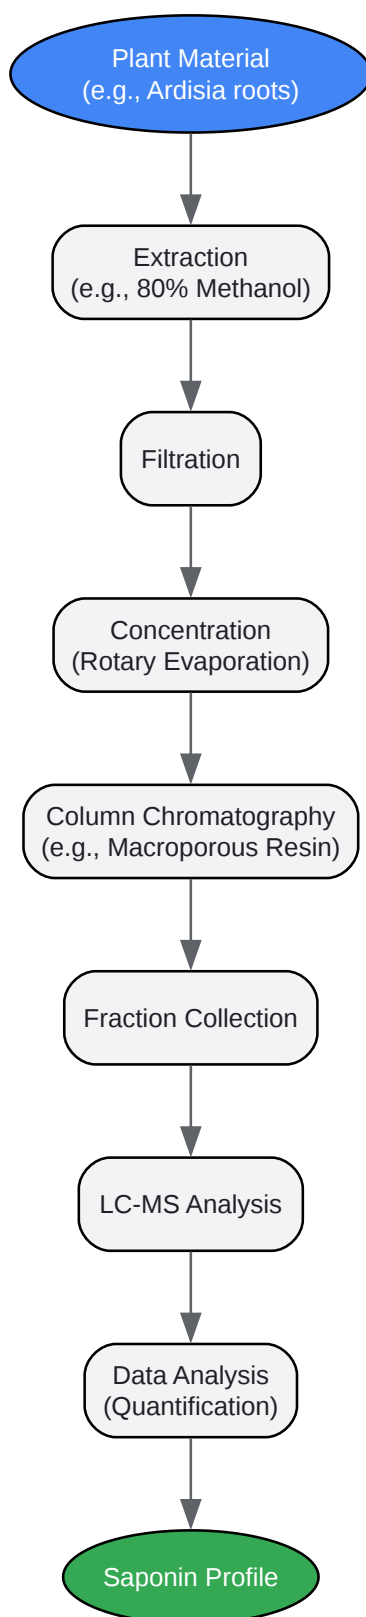 Plant Material
(e.g., Ardisia roots)
Extraction
(e.g., 80% Methanol)
Filtration
Concentration
(Rotary Evaporation)
Column Chromatography
(e.g., Macroporous Resin)
Fraction Collection
LC-MS Analysis
Data Analysis
(Quantification)
Saponin Profile